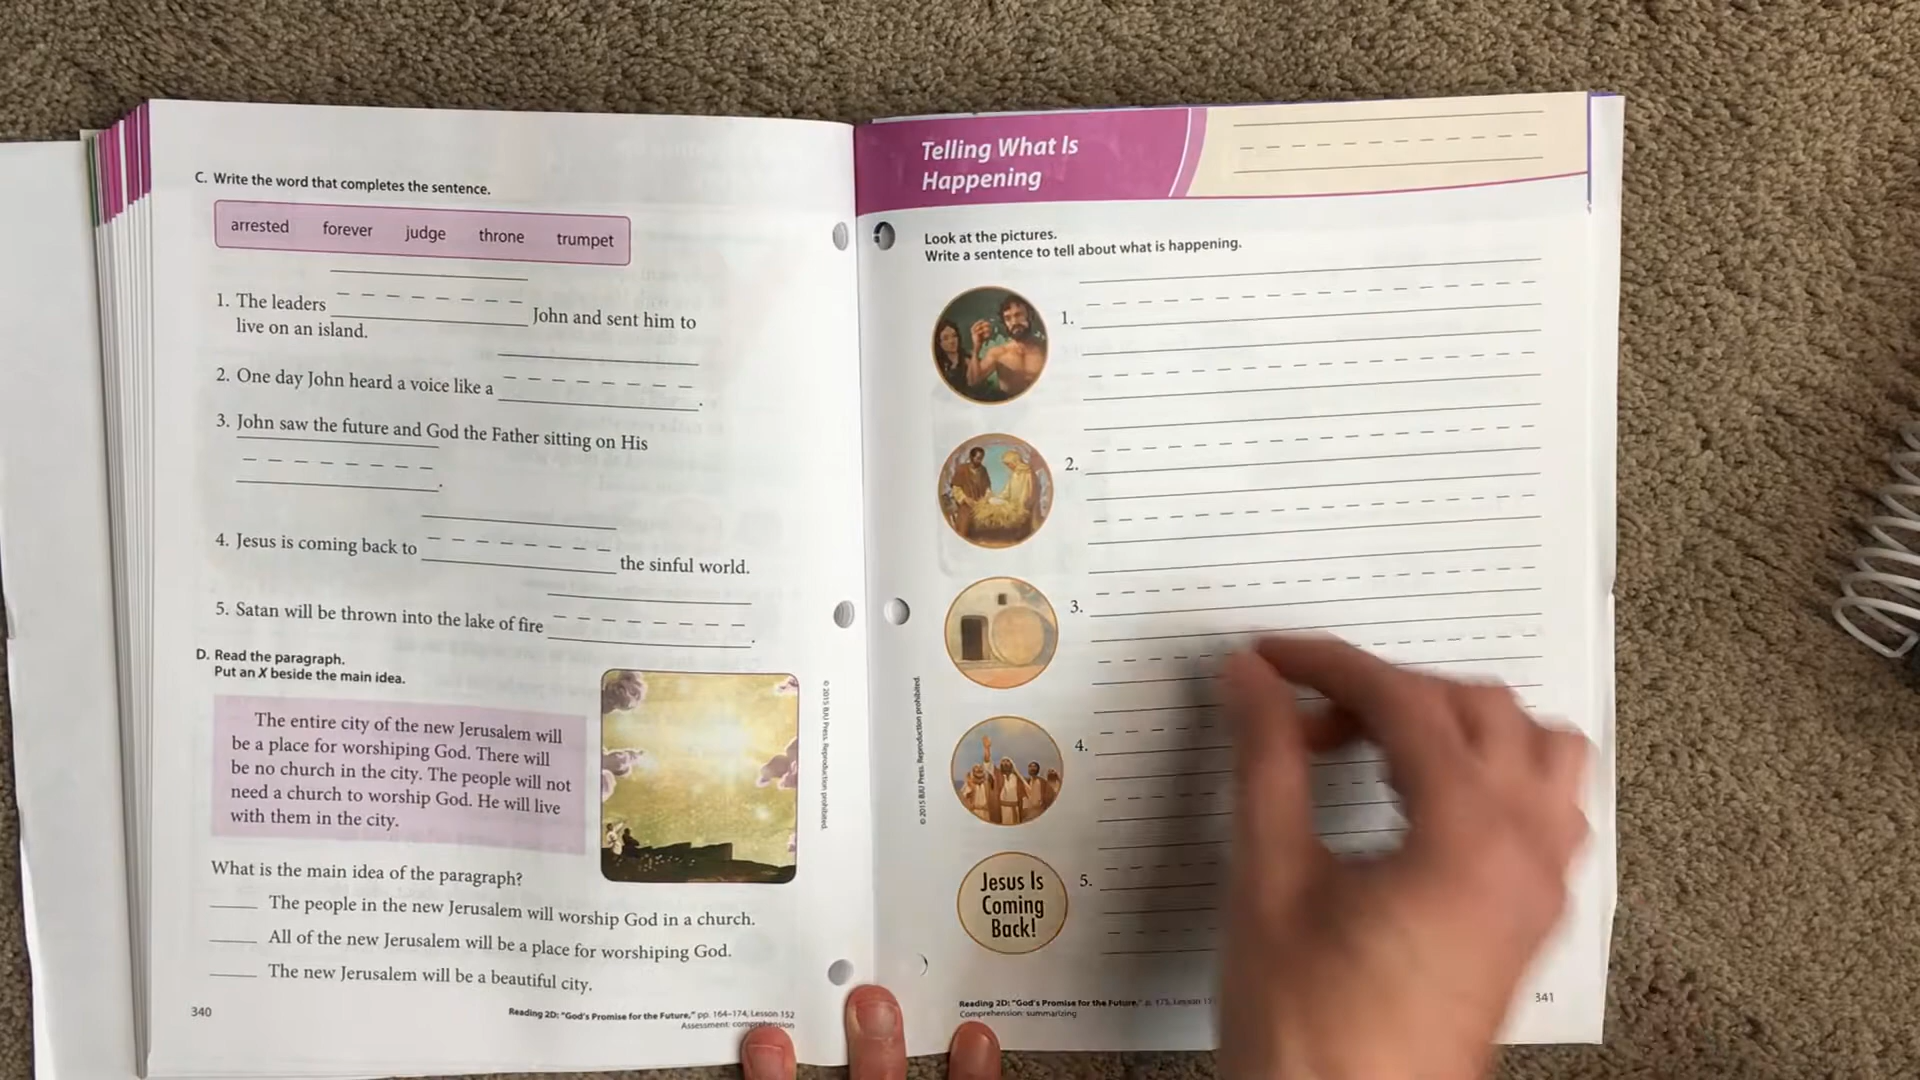 C. Write the word that completes the sentence.
arrested forever judge throne trumpet
1. The leaders John and sent him to
live on an island.
2. One day John heard a voice like a .
3. John saw the future and God the Father sitting on His
.
4. Jesus is coming back to the sinful world.
5. Satan will be thrown into the lake of fire .
D. Read the paragraph.
Put an X beside the main idea.
The entire city of the new Jerusalem will
be a place for worshiping God. There will
be no church in the city. The people will not
need a church to worship God. He will live
with them in the city.
What is the main idea of the paragraph?
The people in the new Jerusalem will worship God in a church.
All of the new Jerusalem will be a place for worshiping God.
The new Jerusalem will be a beautiful city.
340
Reading 2D: "God's Promise for the Future," pp. 164–174, Lesson 152
Assessment: comprehension
© 2015 BJU Press. Reproduction prohibited.
Telling What Is
Happening
Look at the pictures.
Write a sentence to tell about what is happening.
1.
2.
3.
4.
Jesus Is
Coming
Back!
5.
© 2015 BJU Press. Reproduction prohibited.
Reading 2D: "God's Promise for the Future," p. 175, Lesson
Comprehension: summarizing
341